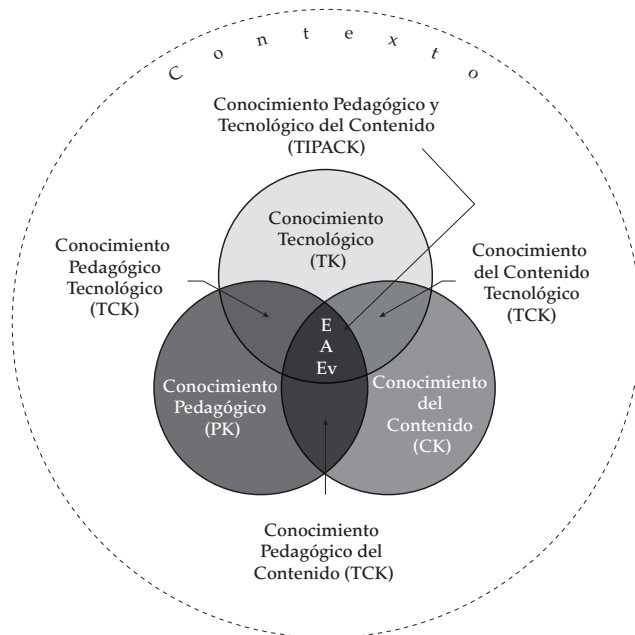 Contexto
Conocimiento Pedagógico y
Tecnológico del Contenido
(TIPACK)
Conocimiento
Tecnológico
(TK)
Conocimiento
Pedagógico
Tecnológico
(TCK)
Conocimiento
del Contenido
Tecnológico
(TCK)
E
A
Ev
Conocimiento
Pedagógico
(PK)
Conocimiento
del
Contenido
(CK)
Conocimiento
Pedagógico del
Contenido (TCK)